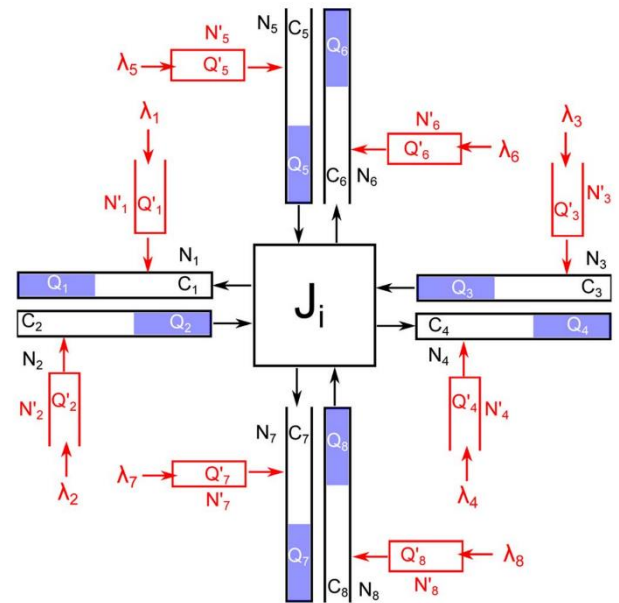 N₅ C₅ Q₆
N'₅
λ₅ Q'₅
λ₁ N'₆ λ₃
Q₅ Q'₆ λ₆
C₆ N₆
N'₁ Q'₁ Q'₃ N'₃
N₁ N₃
Q₁ C₁ Q₃ C₃
Jᵢ
C₂ Q₂ C₄ Q₄
N₂ N₄
N'₂ Q'₂ Q'₄ N'₄
N₇ C₇ Q₈
λ₇ Q'₇
λ₂ N'₇ λ₄
Q₇ Q'₈ λ₈
C₈ N₈ N'₈